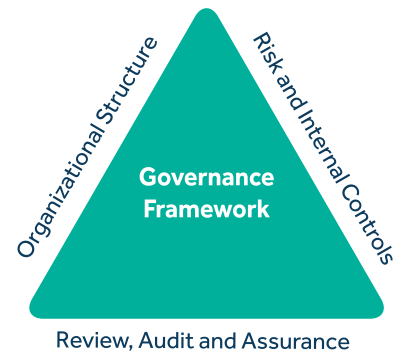 Organizational Structure
Risk and Internal Controls
Governance
Framework
Review, Audit and Assurance